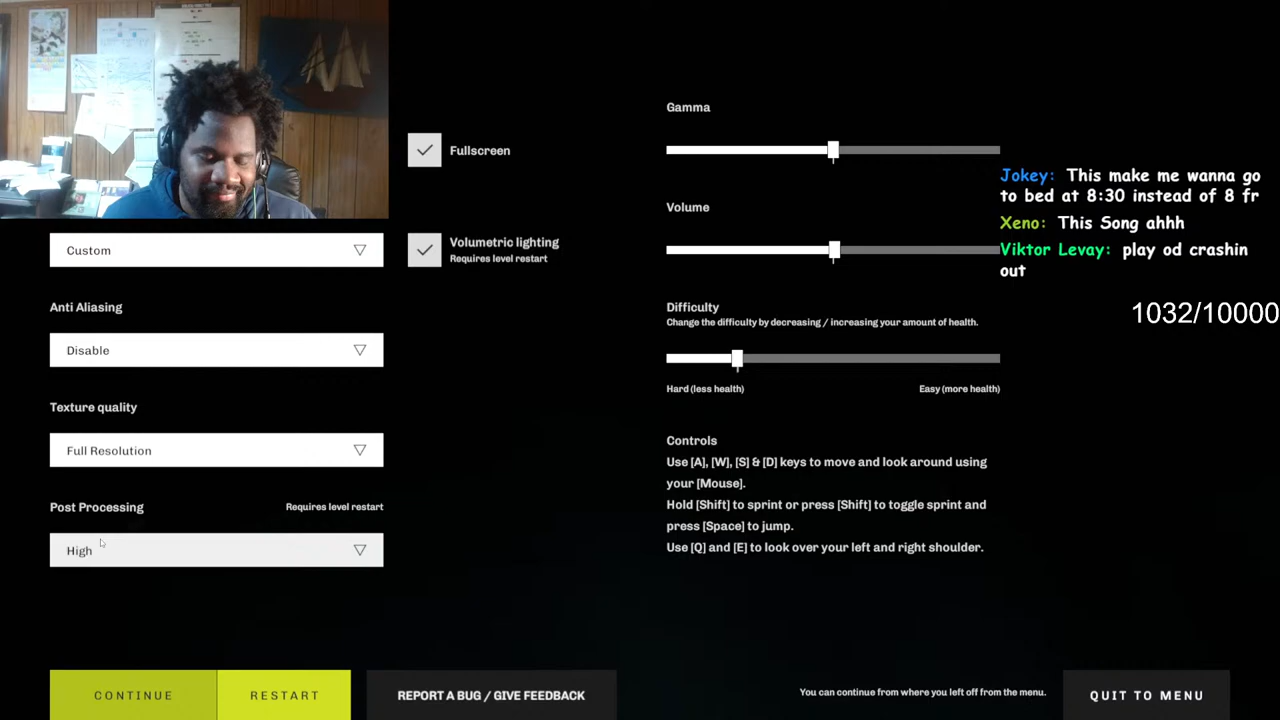 Gamma
Fullscreen
Jokey: This make me wanna go
to bed at 8:30 instead of 8 fr
Volume
Xeno: This Song ahhh
Custom
Volumetric lighting
Requires level restart
Viktor Levay: play od crashin
out
Anti Aliasing
Difficulty
Change the difficulty by decreasing / increasing your amount of health.
1032/10000
Disable
Hard (less health)
Easy (more health)
Texture quality
Full Resolution
Controls
Use [A], [W], [S] & [D] keys to move and look around using
your [Mouse].
Hold [Shift] to sprint or press [Shift] to toggle sprint and
press [Space] to jump.
Use [Q] and [E] to look over your left and right shoulder.
Post Processing
Requires level restart
High
CONTINUE
RESTART
REPORT A BUG / GIVE FEEDBACK
You can continue from where you left off from the menu.
QUIT TO MENU